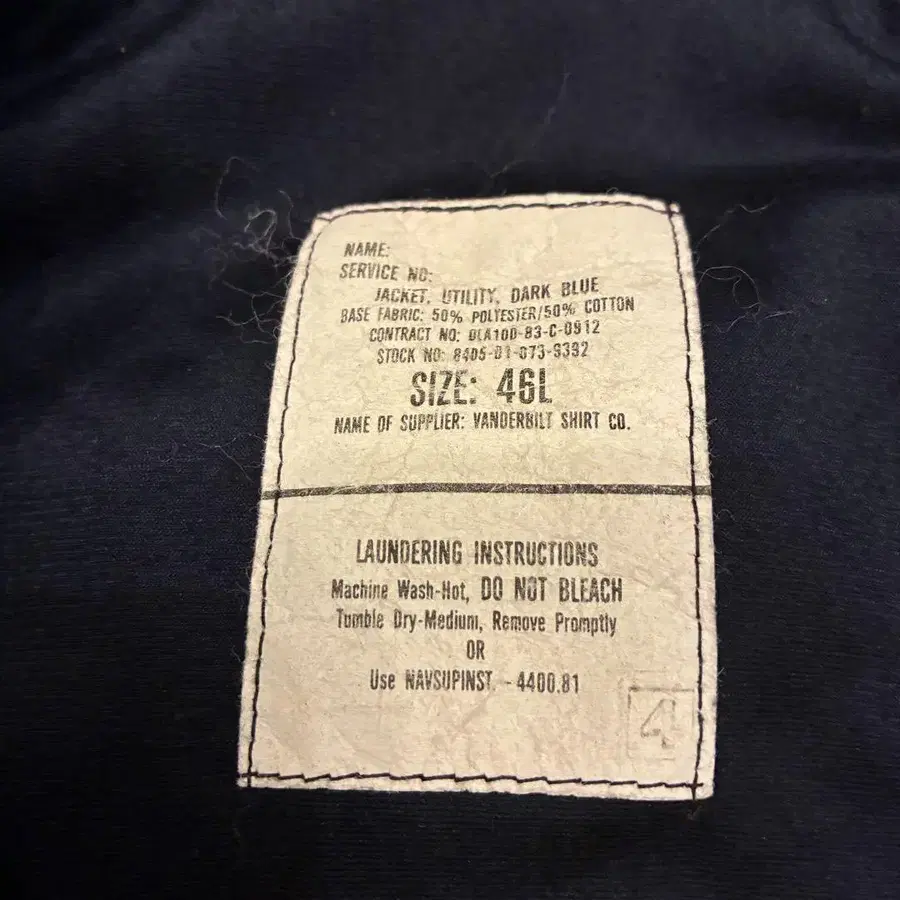 NAME:
SERVICE NO:
JACKET, UTILITY, DARK BLUE
BASE FABRIC: 50% POLYESTER/50% COTTON
CONTRACT NO: DLA100-83-C-0912
STOCK NO: 8405-01-073-9392
SIZE: 46L
NAME OF SUPPLIER: VANDERBILT SHIRT CO.
LAUNDERING INSTRUCTIONS
Machine Wash-Hot, DO NOT BLEACH
Tumble Dry-Medium, Remove Promptly
OR
Use NAVSUPINST. - 4400.81
4